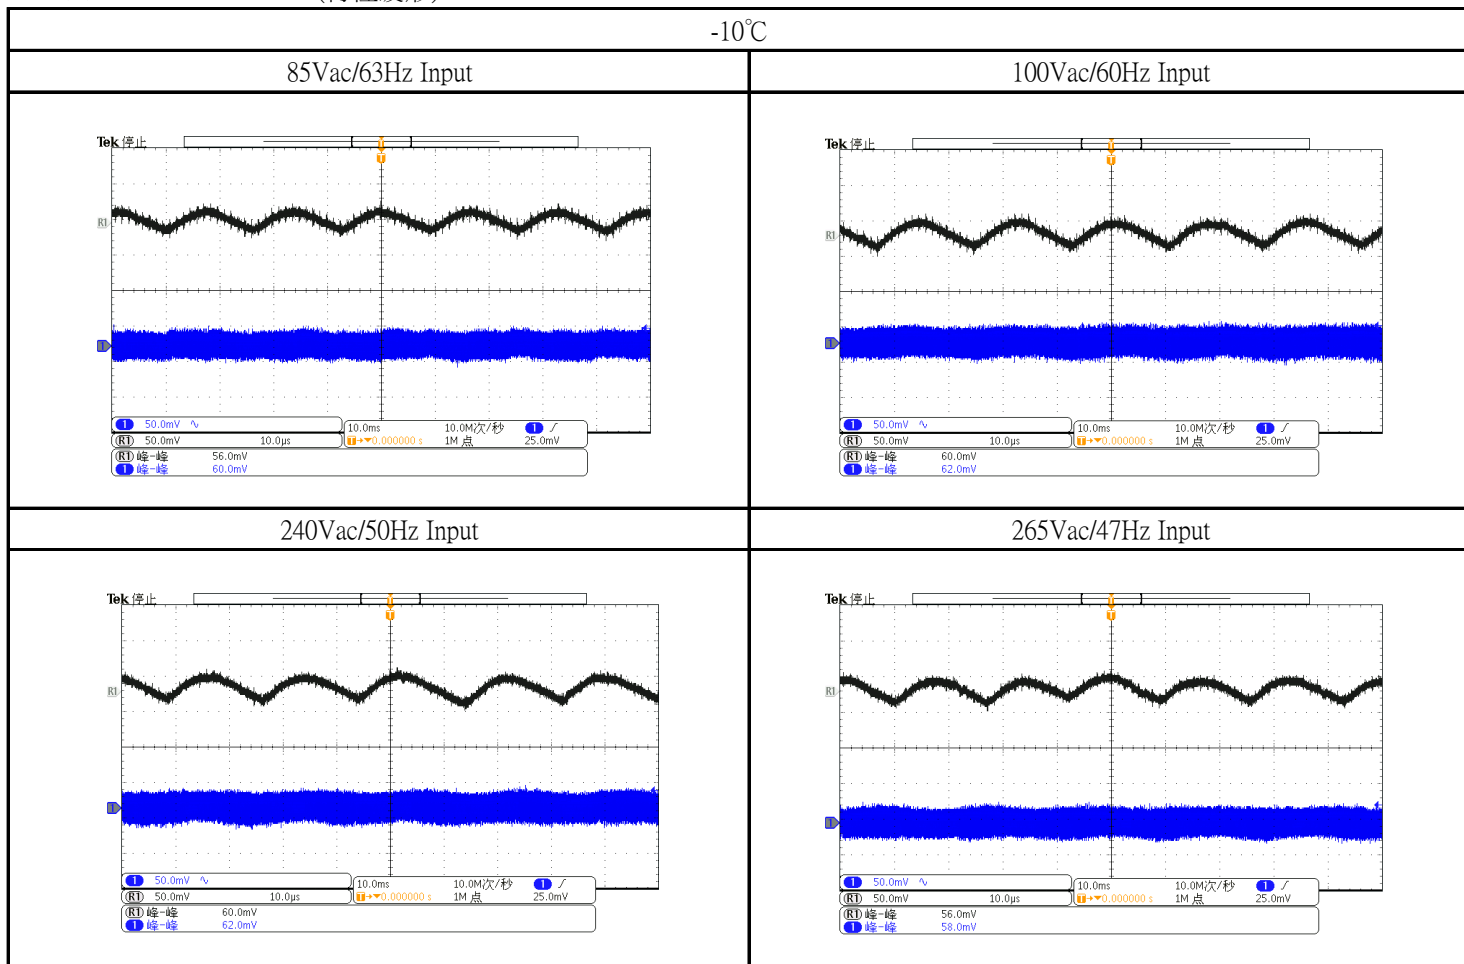 -10℃
85Vac/63Hz Input
100Vac/60Hz Input
Tek 停止
R1
1
1 50.0mV ∿
R1 50.0mV 10.0µs
10.0ms 10.0M次/秒 1 ∫
T→▼0.000000 s 1M 点 25.0mV
R1 峰-峰 56.0mV
1 峰-峰 60.0mV
Tek 停止
R1
1
1 50.0mV ∿
R1 50.0mV 10.0µs
10.0ms 10.0M次/秒 1 ∫
T→▼0.000000 s 1M 点 25.0mV
R1 峰-峰 60.0mV
1 峰-峰 62.0mV
240Vac/50Hz Input
265Vac/47Hz Input
Tek 停止
R1
1
1 50.0mV ∿
R1 50.0mV 10.0µs
10.0ms 10.0M次/秒 1 ∫
T→▼0.000000 s 1M 点 25.0mV
R1 峰-峰 60.0mV
1 峰-峰 62.0mV
Tek 停止
R1
1
1 50.0mV ∿
R1 50.0mV 10.0µs
10.0ms 10.0M次/秒 1 ∫
T→▼0.000000 s 1M 点 25.0mV
R1 峰-峰 56.0mV
1 峰-峰 58.0mV